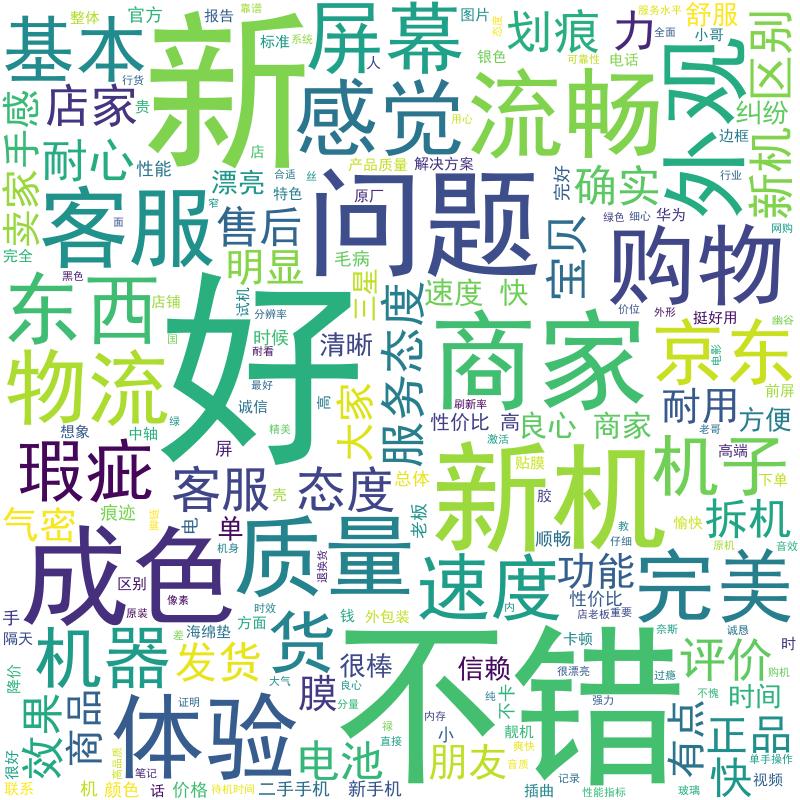 整体
官方
报告
靠谱
图片
态度
划痕
力
服务水平
全面
舒服
基本
标准
系统
人
银色
可靠性
电话
小哥
外观
区别
行货
新
屏幕
店家
贵
感觉
流畅
纠纷
边框
用心
卖家
手感
耐心
性能
店
产品质量
解决方案
行业
新机
漂亮
特色
合适
丝
原厂
完好
确实
客服
售后
窄
问题
绿色
细心
华为
网购
面
完全
明显
毛病
宝贝
购物
黑色
东西
店铺
试机
分辨率
三星
速度 快
价位
外形
挺好用
幽谷
国
时候
耐看
清晰
服务态度
商家
京东
电影
前屏
物流
好
最好
大家
刷新率
绿
诚信
高
性价比 高
良心 商家
耐用
方便
想象
中轴
精美
激活
老哥
瑕疵
屏
新机
贴膜
机子
高端
下单
客服 态度
壳
总体
胶
气密
痕迹
电
单
老板
顺畅
教
仔细
愉快
拆机
原机
音效
成色
机身
质量
退换货
区别
像素
速度
功能
完美
内
性价比
原装
时效
手
隔天
海绵垫
方面
钱
外包装
店老板
重要
机器
差
货
不错
卡顿
奈斯
诚恳
时
发货
大气
很棒
信赖
很漂亮
过瘾
评价
购机
降价
膜
良心
纯
不卡
强力
不愧
时间
效果
商品
证明
体验
分量
禄
内存
小
靓机
有点
正品
很好
高品质
电池
直接
朋友
爽快
音质
快
单手操作
联系
机
颜色
话
笔记
价格
待机时间
二手手机
新手机
插曲
记录
性能指标
玻璃
视频